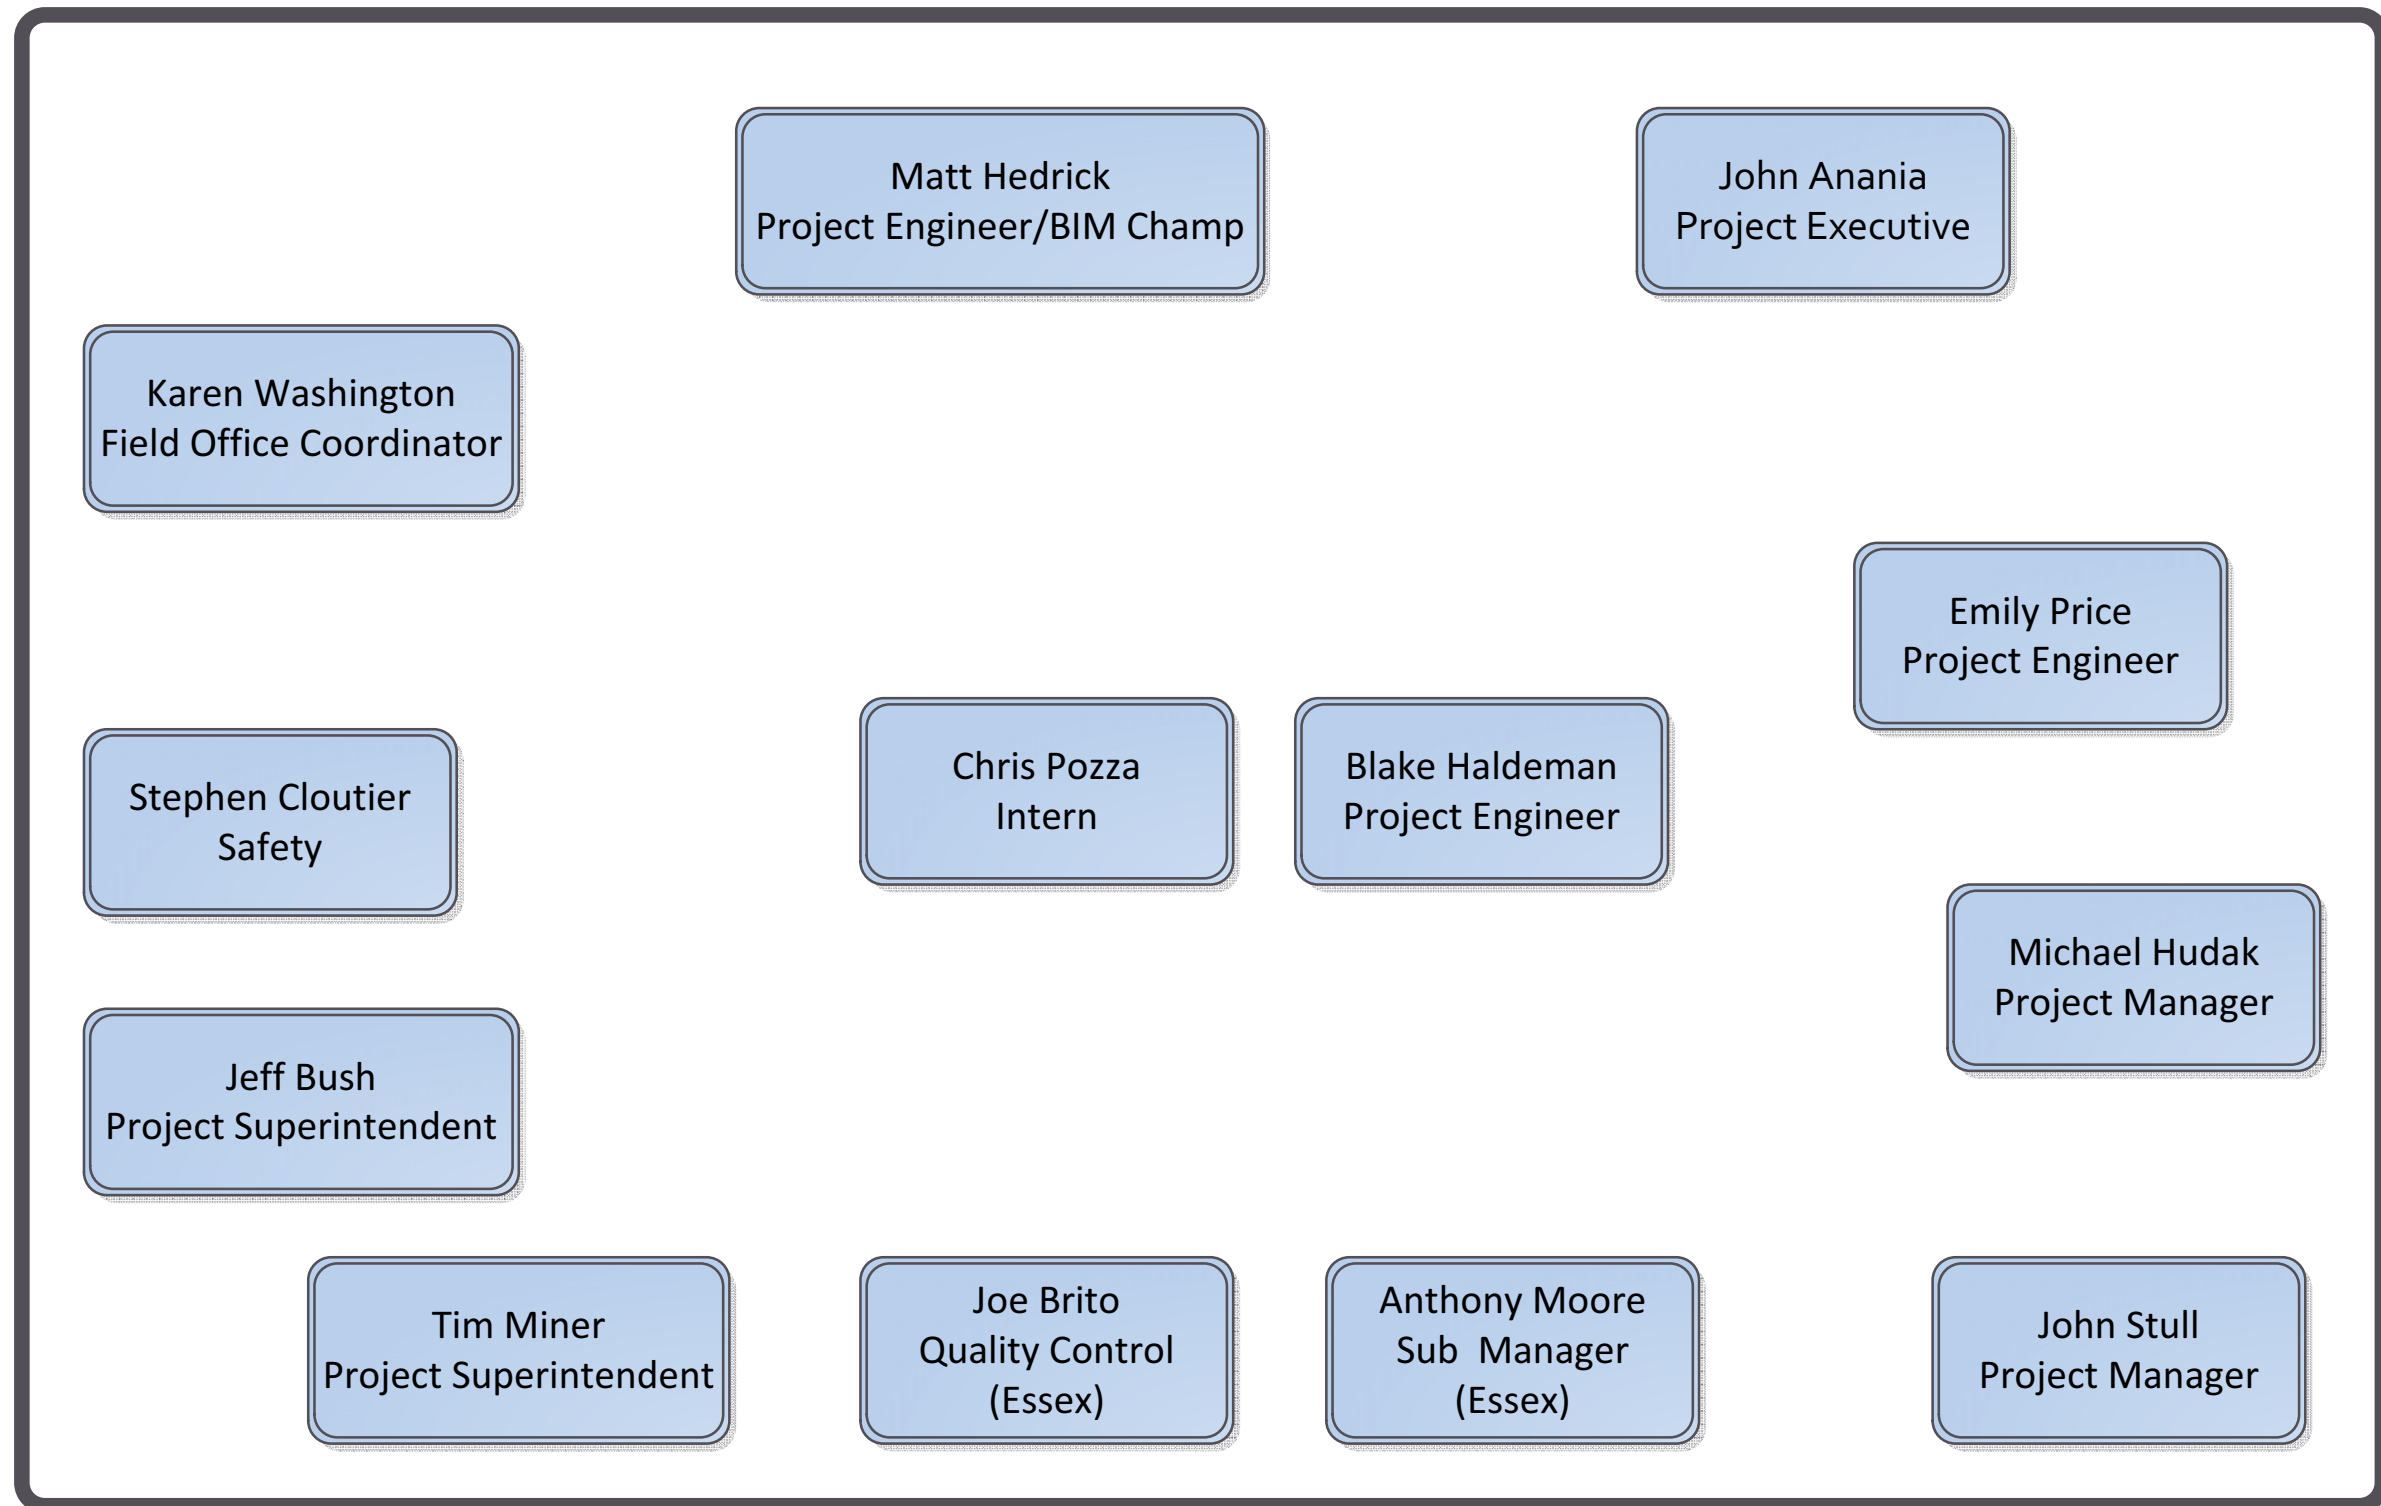 Matt Hedrick
Project Engineer/BIM Champ
John Anania
Project Executive
Karen Washington
Field Office Coordinator
Emily Price
Project Engineer
Chris Pozza
Intern
Blake Haldeman
Project Engineer
Stephen Cloutier
Safety
Michael Hudak
Project Manager
Jeff Bush
Project Superintendent
Tim Miner
Project Superintendent
Joe Brito
Quality Control
(Essex)
Anthony Moore
Sub  Manager
(Essex)
John Stull
Project Manager